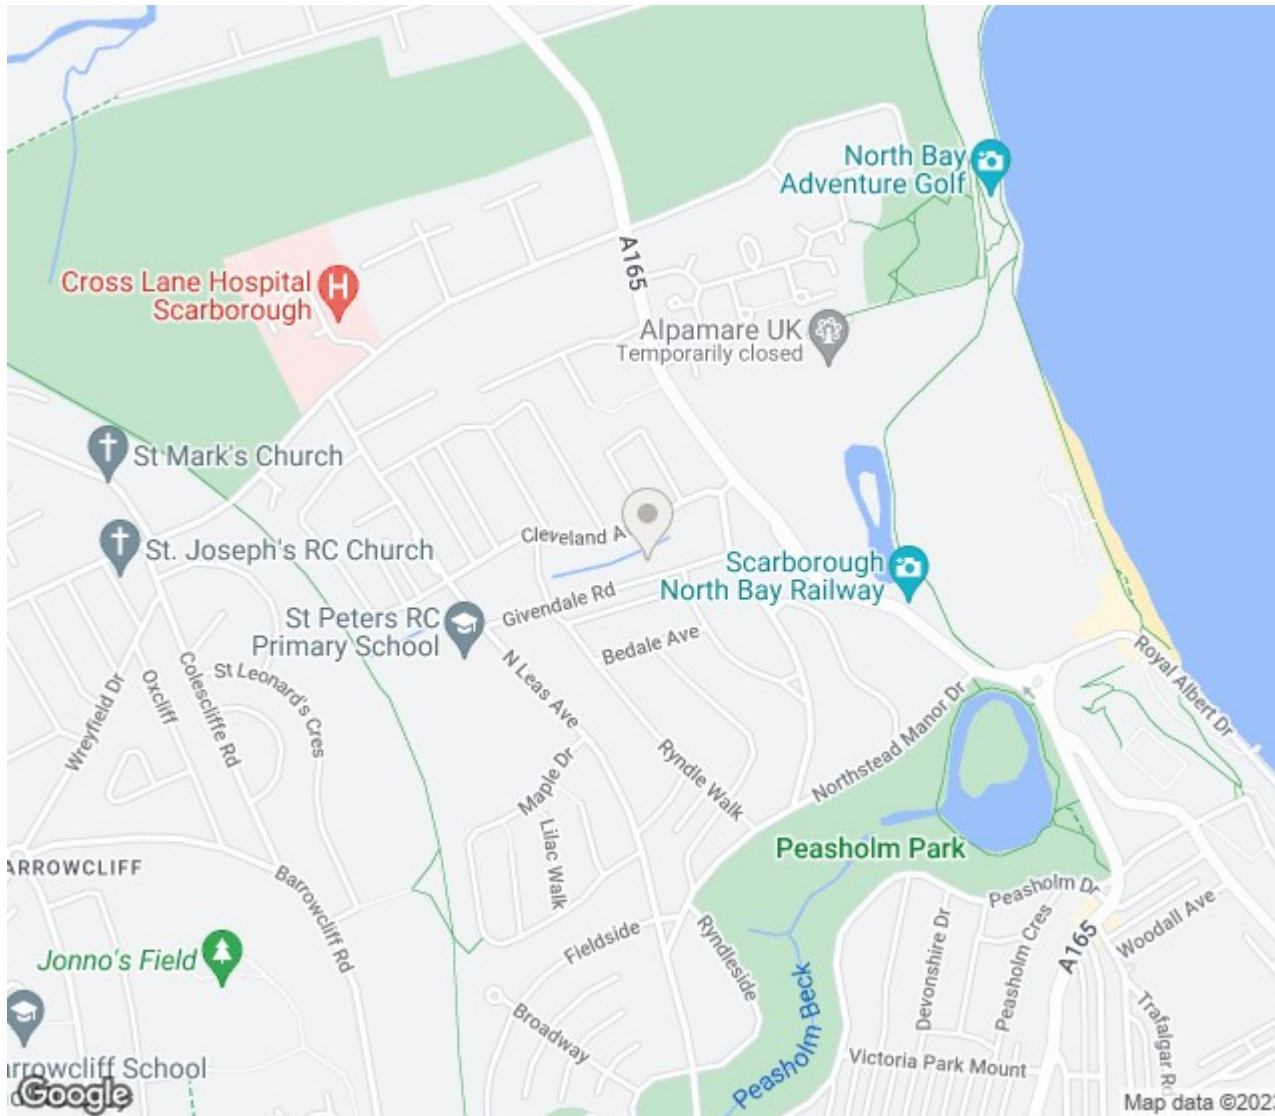 North Bay
Adventure Golf
A165
Cross Lane Hospital
Scarborough
Alpamare UK
Temporarily closed
St Mark's Church
Cleveland A
St. Joseph's RC Church
Scarborough
North Bay Railway
Givendale Rd
St Peters RC
Primary School
Bedale Ave
Royal Albert Dr
N Leas Ave
St Leonard's Cres
Colescliffe Rd
Oxcliff
Wreyfield Dr
Northstead Manor Dr
Ryndle Walk
Maple Dr
Lilac Walk
Peasholm Park
ARROWCLIFF
Barrowcliff Rd
Peasholm Dr
Woodall Ave
Peasholm Cres
Devonshire Dr
A165
Fieldside
Ryndleside
Jonno's Field
Broadway
Peasholm Beck
Trafalgar Rd
Victoria Park Mount
arrowcliff School
Google
Map data ©202